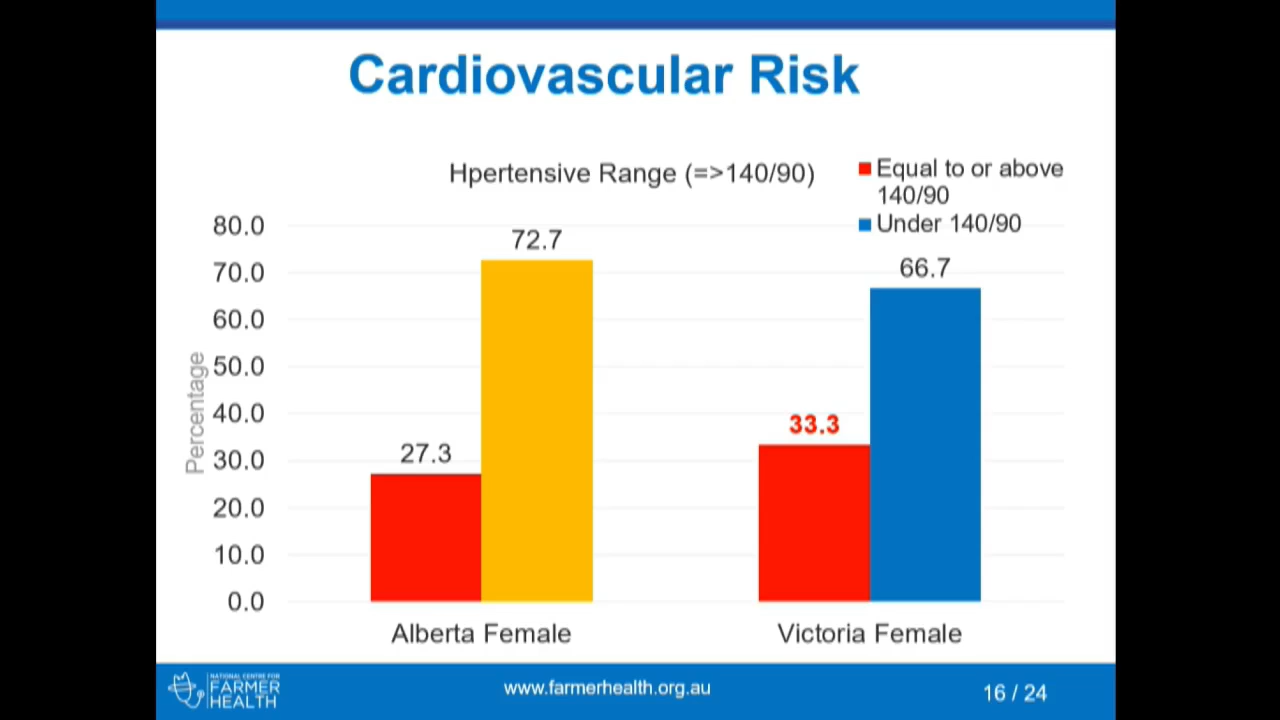 Cardiovascular Risk
Hpertensive Range (=>140/90)
Equal to or above
140/90
Under 140/90
80.0
70.0
60.0
50.0
40.0
30.0
20.0
10.0
0.0
Percentage
27.3
72.7
33.3
66.7
Alberta Female
Victoria Female
NATIONAL CENTRE FOR
FARMER
HEALTH
www.farmerhealth.org.au
16 / 24